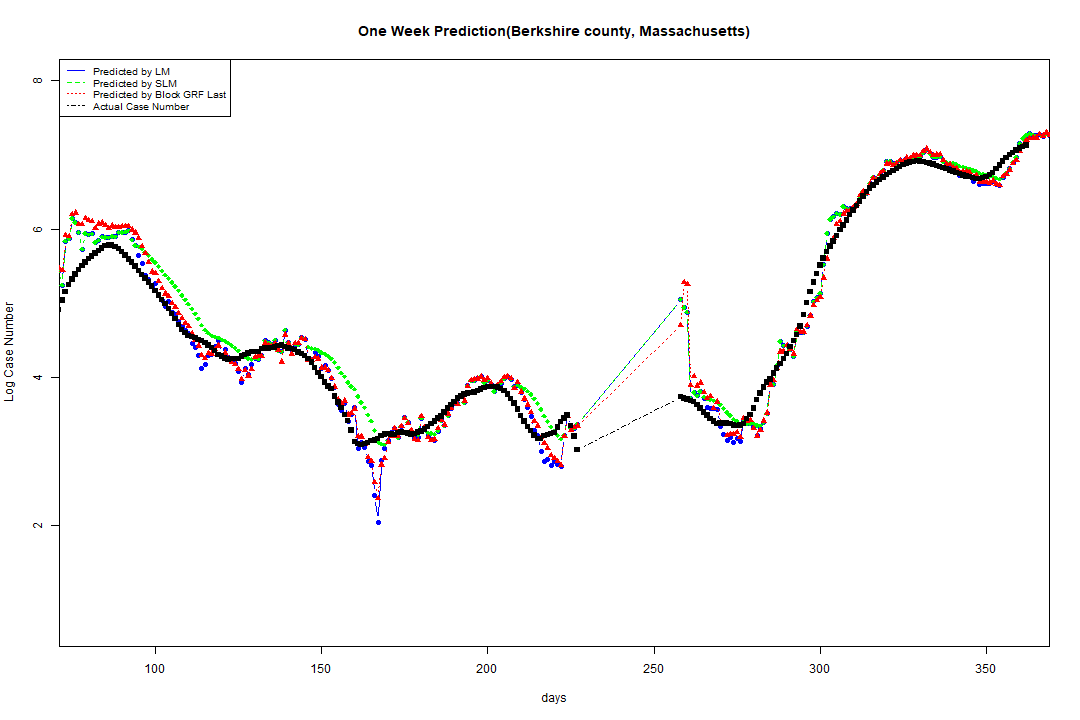 One Week Prediction(Berkshire county, Massachusetts)
Predicted by LM
Predicted by SLM
Predicted by Block GRF Last
Actual Case Number
8
6
4
2
Log Case Number
100 150 200 250 300 350
days